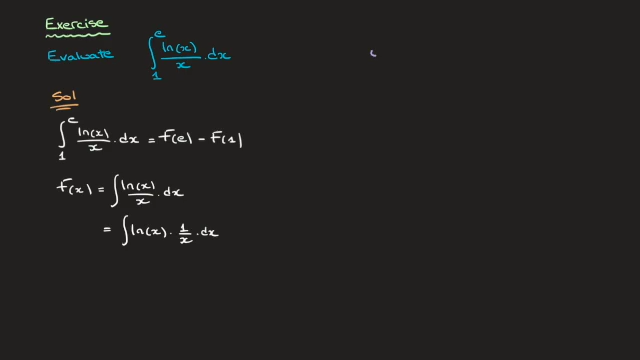 Exercise
Evaluate ∫₁ᵉ ln(x)/x · dx
Sol
∫₁ᵉ ln(x)/x · dx = F(e) - F(1)
F(x) = ∫ ln(x)/x · dx
= ∫ ln(x) · 1/x · dx